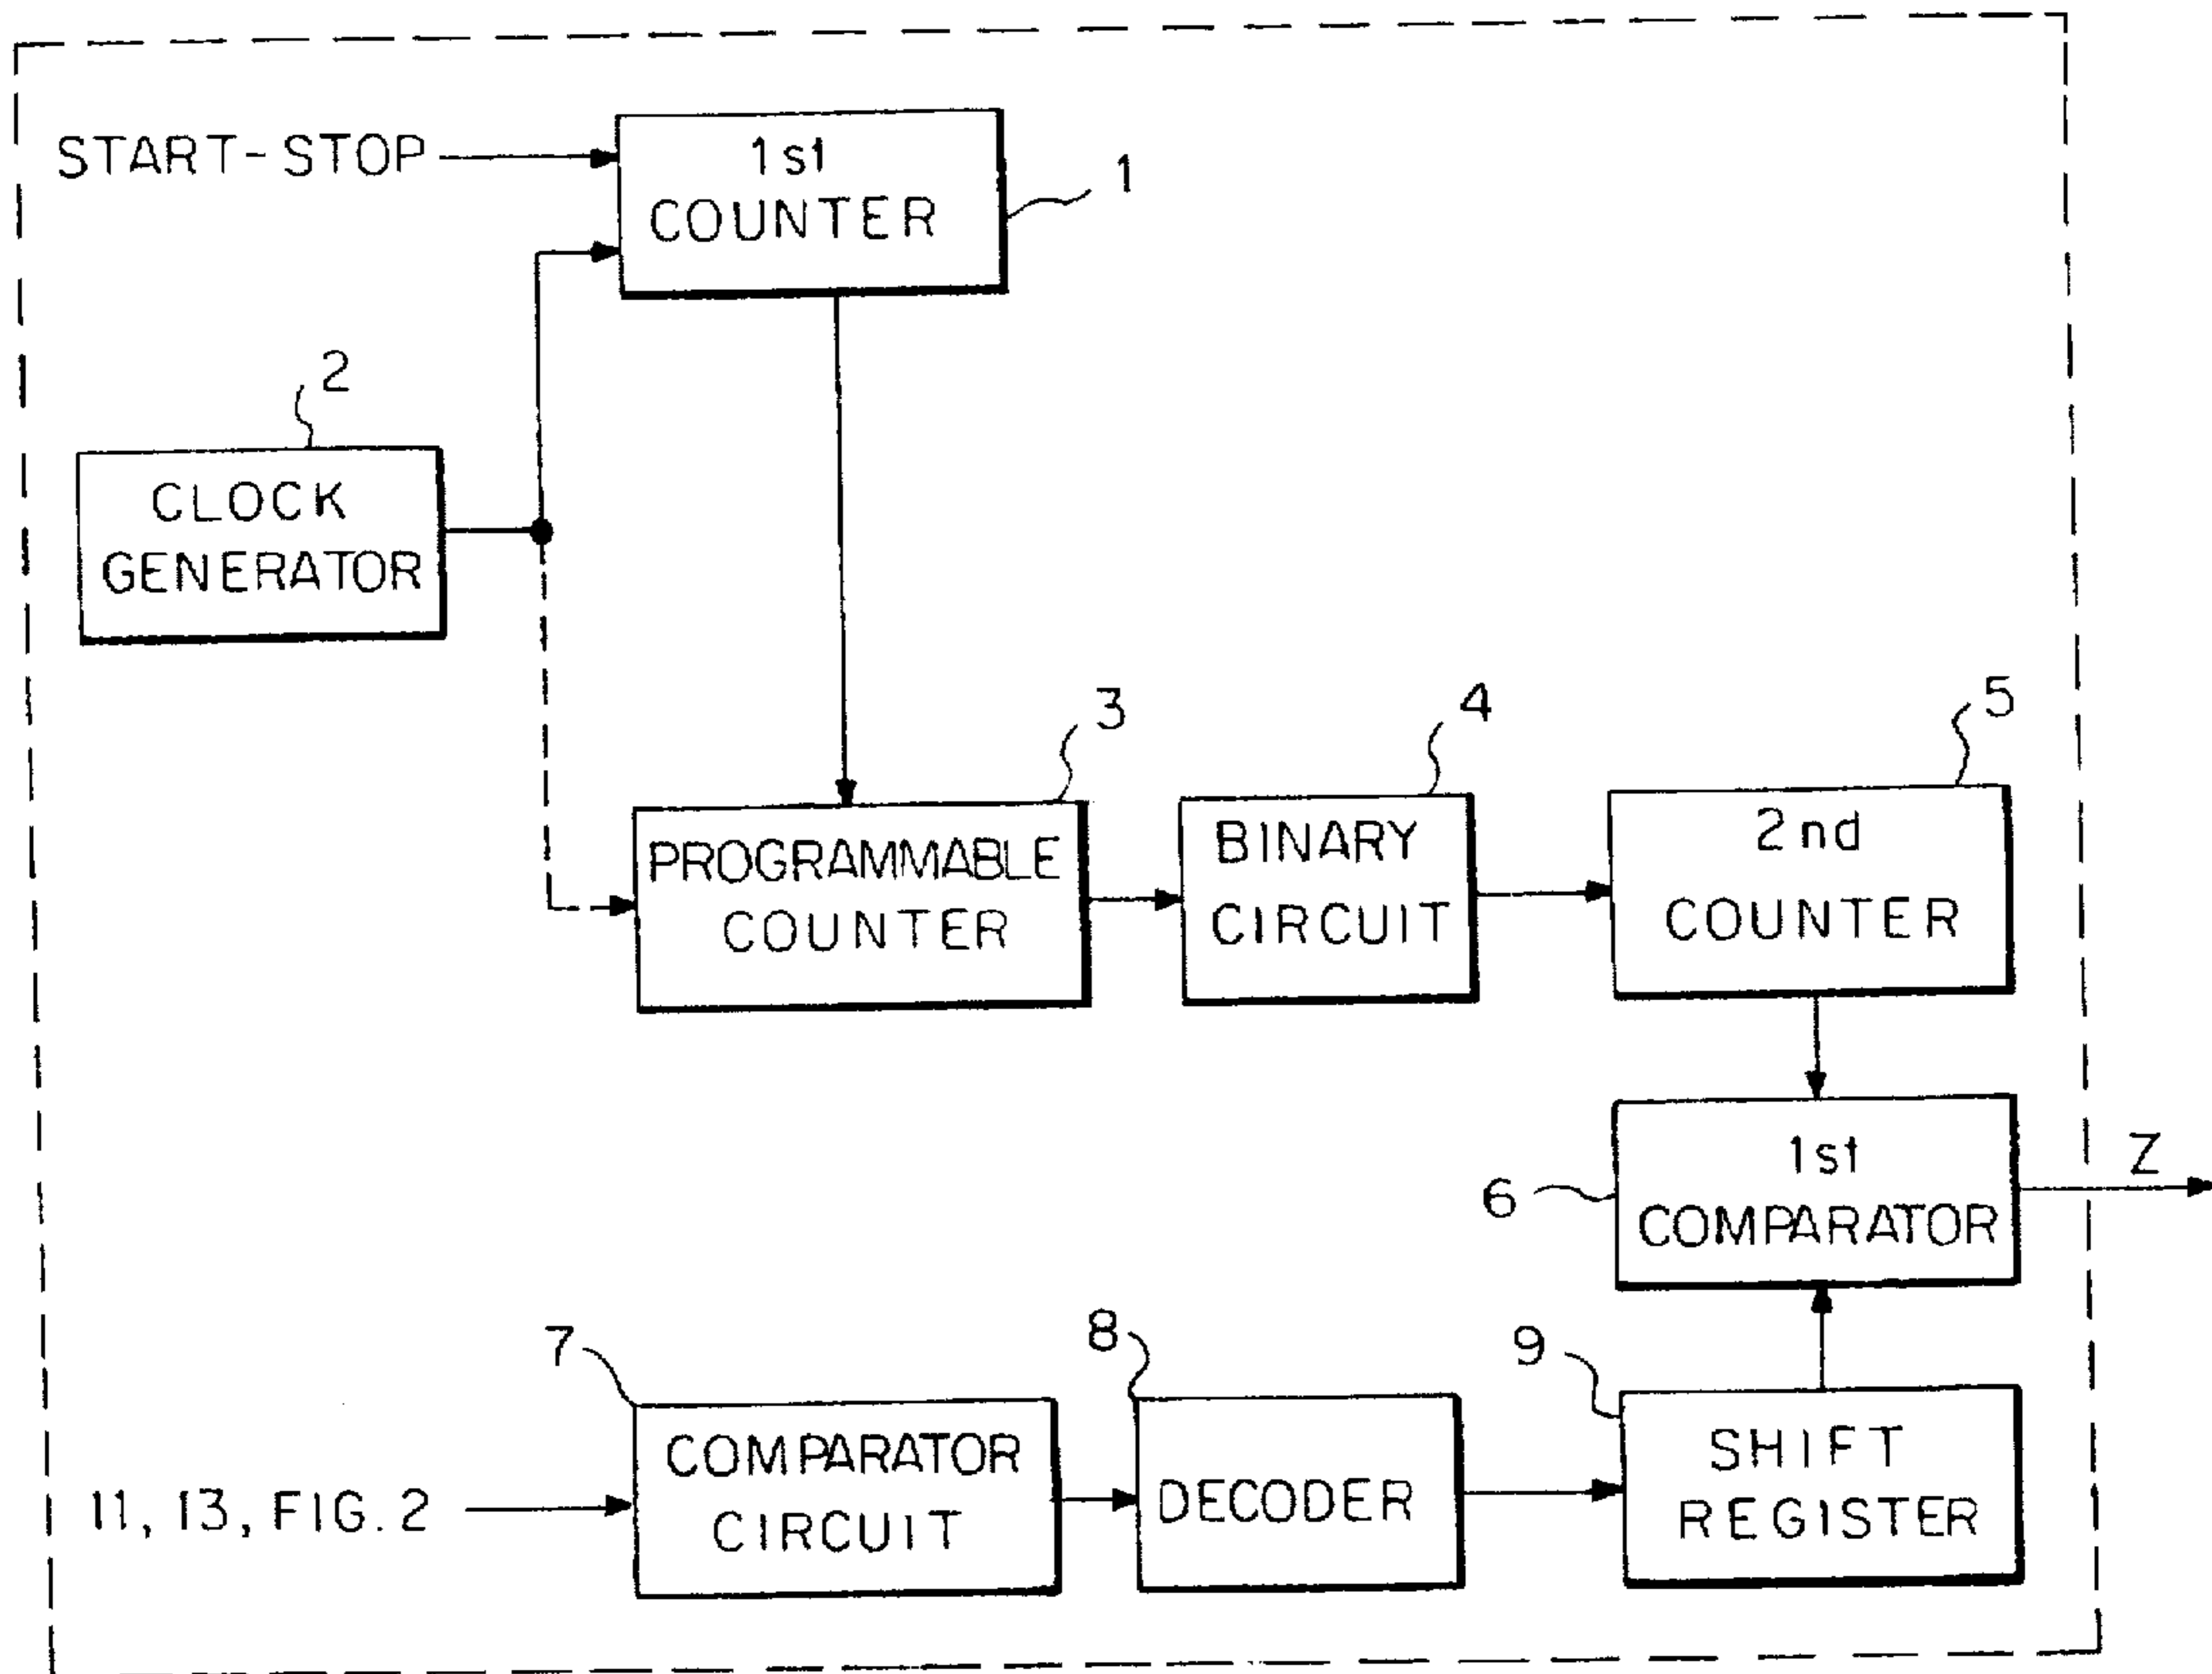 START-STOP
1st
COUNTER
1
2
CLOCK
GENERATOR
3
PROGRAMMABLE
COUNTER
4
BINARY
CIRCUIT
5
2nd
COUNTER
6
1st
COMPARATOR
Z
7
COMPARATOR
CIRCUIT
11, 13, FIG. 2
8
DECODER
9
SHIFT
REGISTER